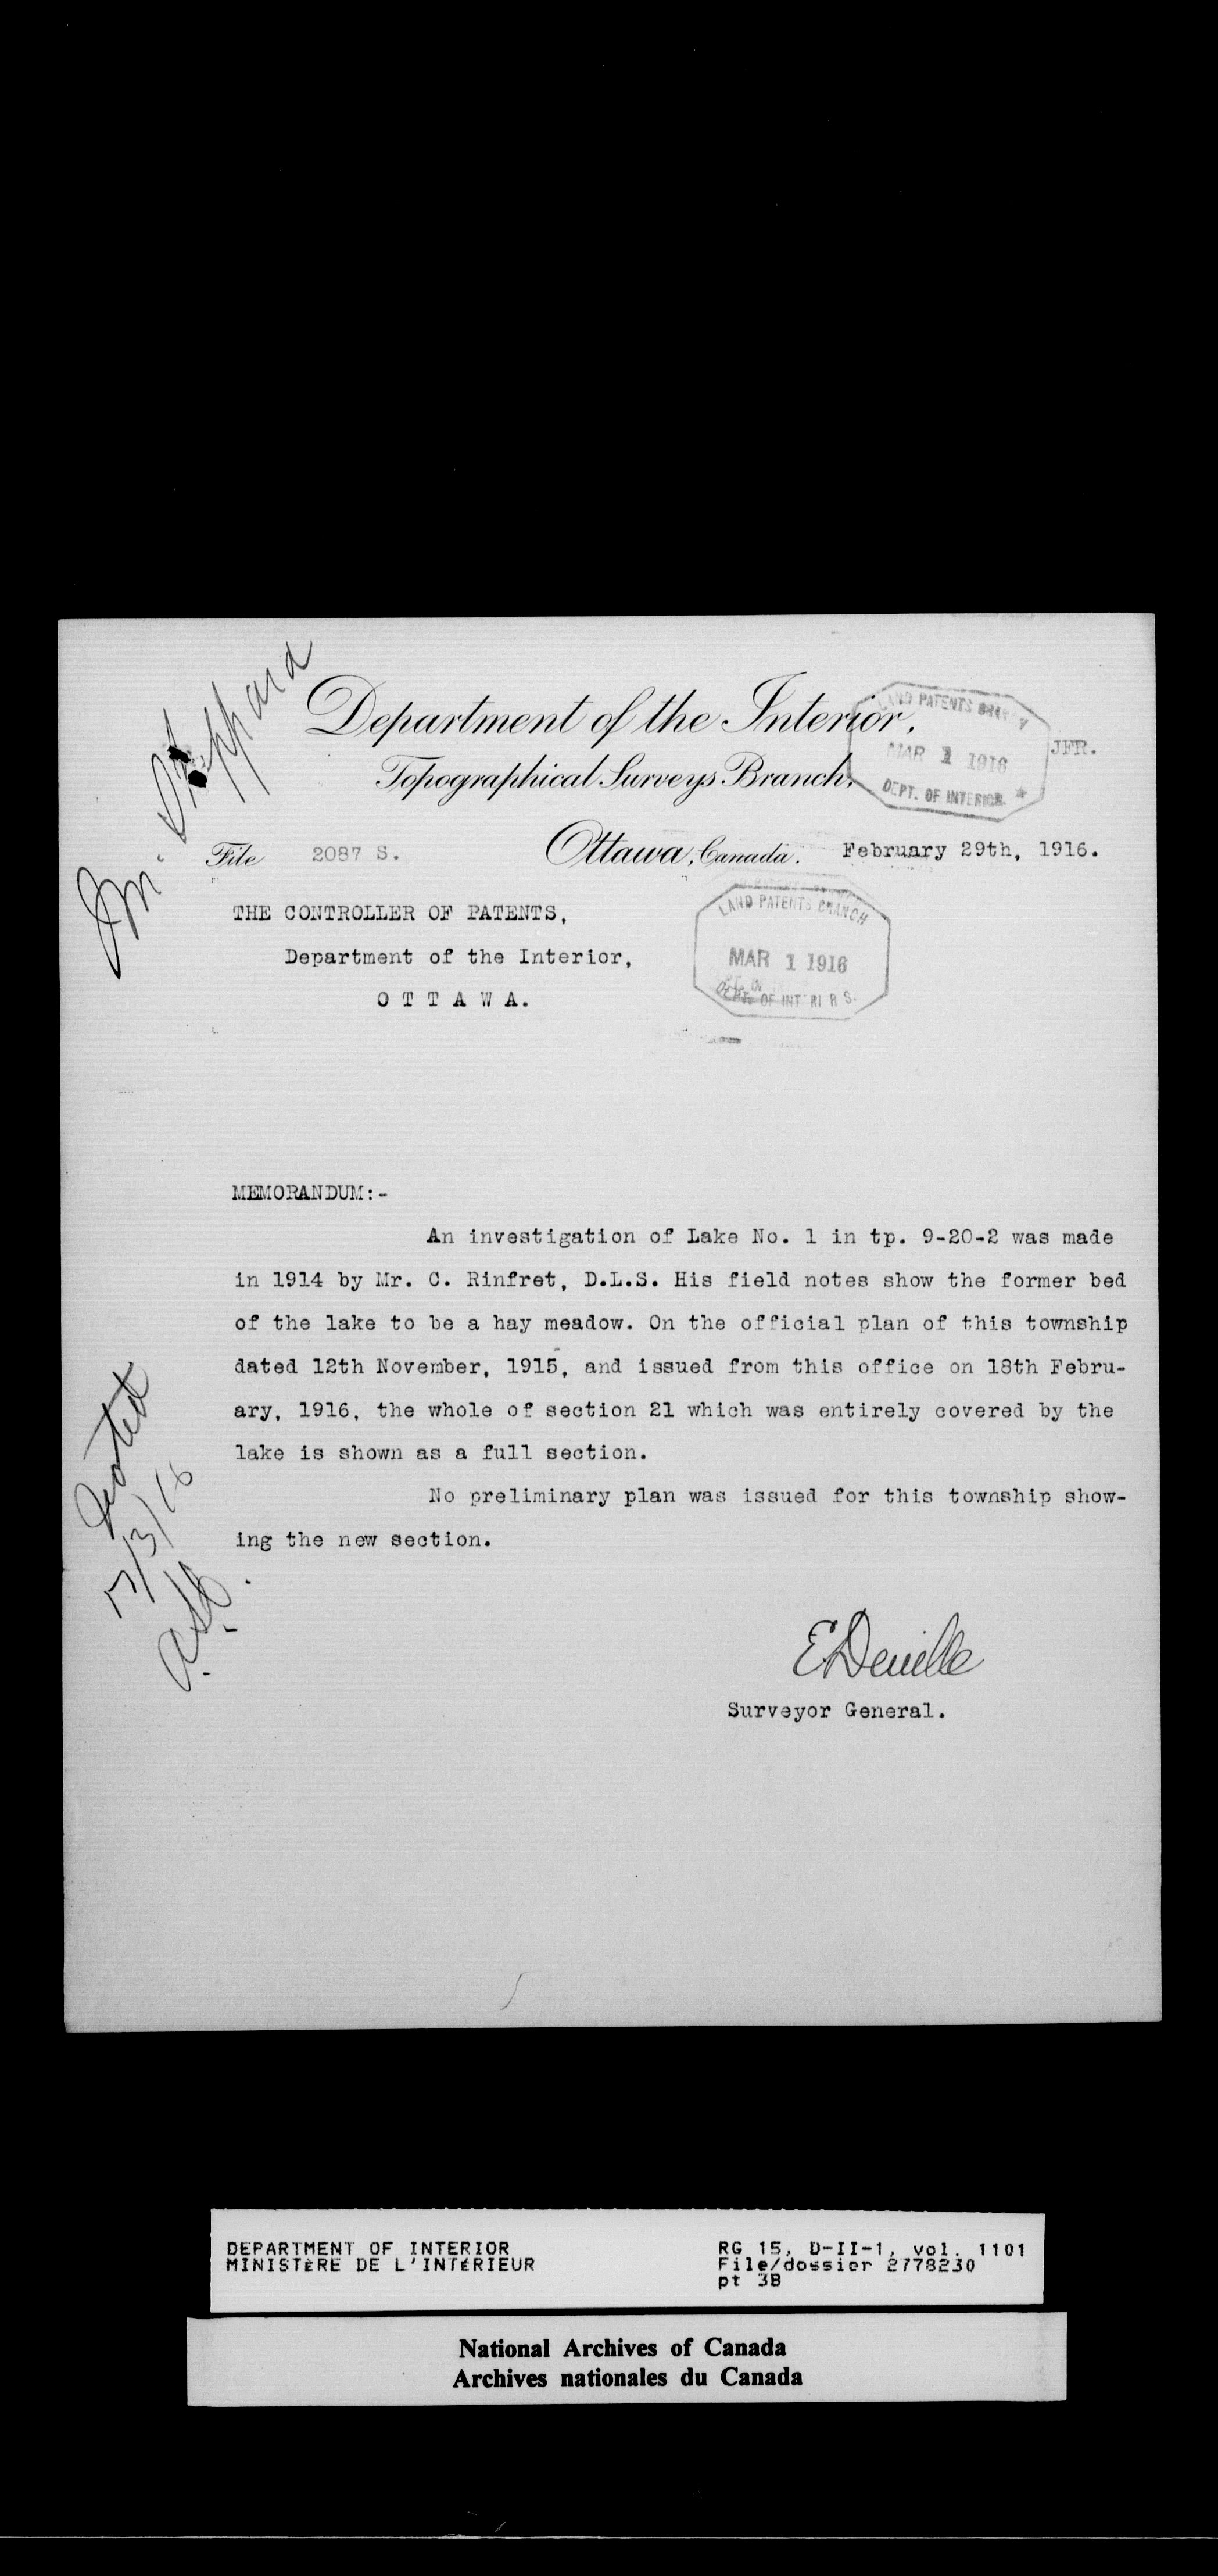 Department of the Interior,
Topographical Surveys Branch,
LAND PATENTS BRANCH
MAR 1 1916
DEPT. OF INTERIOR
JFR.
File 2087 S.
Ottawa, Canada. February 29th, 1916.
THE CONTROLLER OF PATENTS,
Department of the Interior,
O T T A W A.
LAND PATENTS BRANCH
MAR 1 1916
MEMORANDUM:-
An investigation of Lake No. 1 in tp. 9-20-2 was made
in 1914 by Mr. C. Rinfret, D.L.S. His field notes show the former bed
of the lake to be a hay meadow. On the official plan of this township
dated 12th November, 1915, and issued from this office on 18th Febru-
ary, 1916, the whole of section 21 which was entirely covered by the
lake is shown as a full section.
No preliminary plan was issued for this township show-
ing the new section.
Noted
E. Deville
Surveyor General.
DEPARTMENT OF INTERIOR
MINISTÈRE DE L'INTÉRIEUR
RG 15, D-II-1, vol. 1101
File/dossier 2778230
pt 3B
National Archives of Canada
Archives nationales du Canada